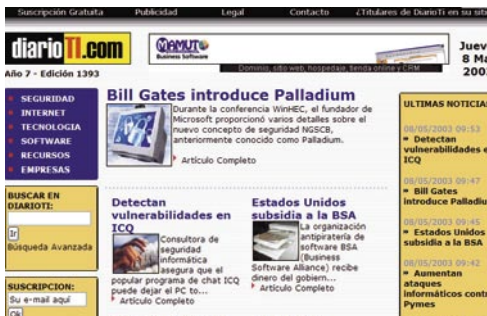 Suscripción Gratuita Publicidad Legal Contacto ¿Titulares de DiarioTi en su sitio
diarioTI.com
MAMUT
Business Software
Dominio, sitio web, hospedaje, tienda online y CRM
Año 7 - Edición 1393
SEGURIDAD
INTERNET
TECNOLOGIA
SOFTWARE
RECURSOS
EMPRESAS
BUSCAR EN
DIARIOTI:
Ir
Búsqueda Avanzada
SUSCRIPCION:
Su e-mail aquí
Ok
Bill Gates introduce Palladium
Durante la conferencia WinHEC, el fundador de
Microsoft proporcionó varios detalles sobre el
nuevo concepto de seguridad NGSCB,
anteriormente conocido como Palladium.
Artículo Completo
Detectan
vulnerabilidades en
ICQ
Consultora de
seguridad
informática
asegura que el
popular programa de chat ICQ
puede dejar el PC to...
Artículo Completo
Estados Unidos
subsidia a la BSA
La organización
antipiratería de
software BSA
(Business
Software Alliance) recibe
dinero del gobiern...
Artículo Completo
8 Ma
ULTIMAS NOTICIA
08/05/2003 09:53
Detectan
vulnerabilidades e
ICQ
08/05/2003 09:47
Bill Gates
introduce Palladiu
08/05/2003 09:45
Estados Unidos
subsidia a la BSA
08/05/2003 09:42
Aumentan
ataques
informáticos contr
Pymes